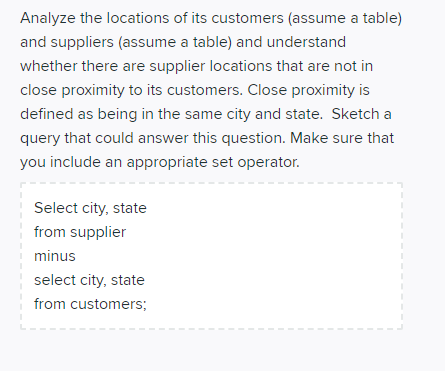 Analyze the locations of its customers (assume a table)
and suppliers (assume a table) and understand
whether there are supplier locations that are not in
close proximity to its customers. Close proximity is
defined as being in the same city and state.  Sketch a
query that could answer this question. Make sure that
you include an appropriate set operator.
Select city, state
from supplier
minus
select city, state
from customers;